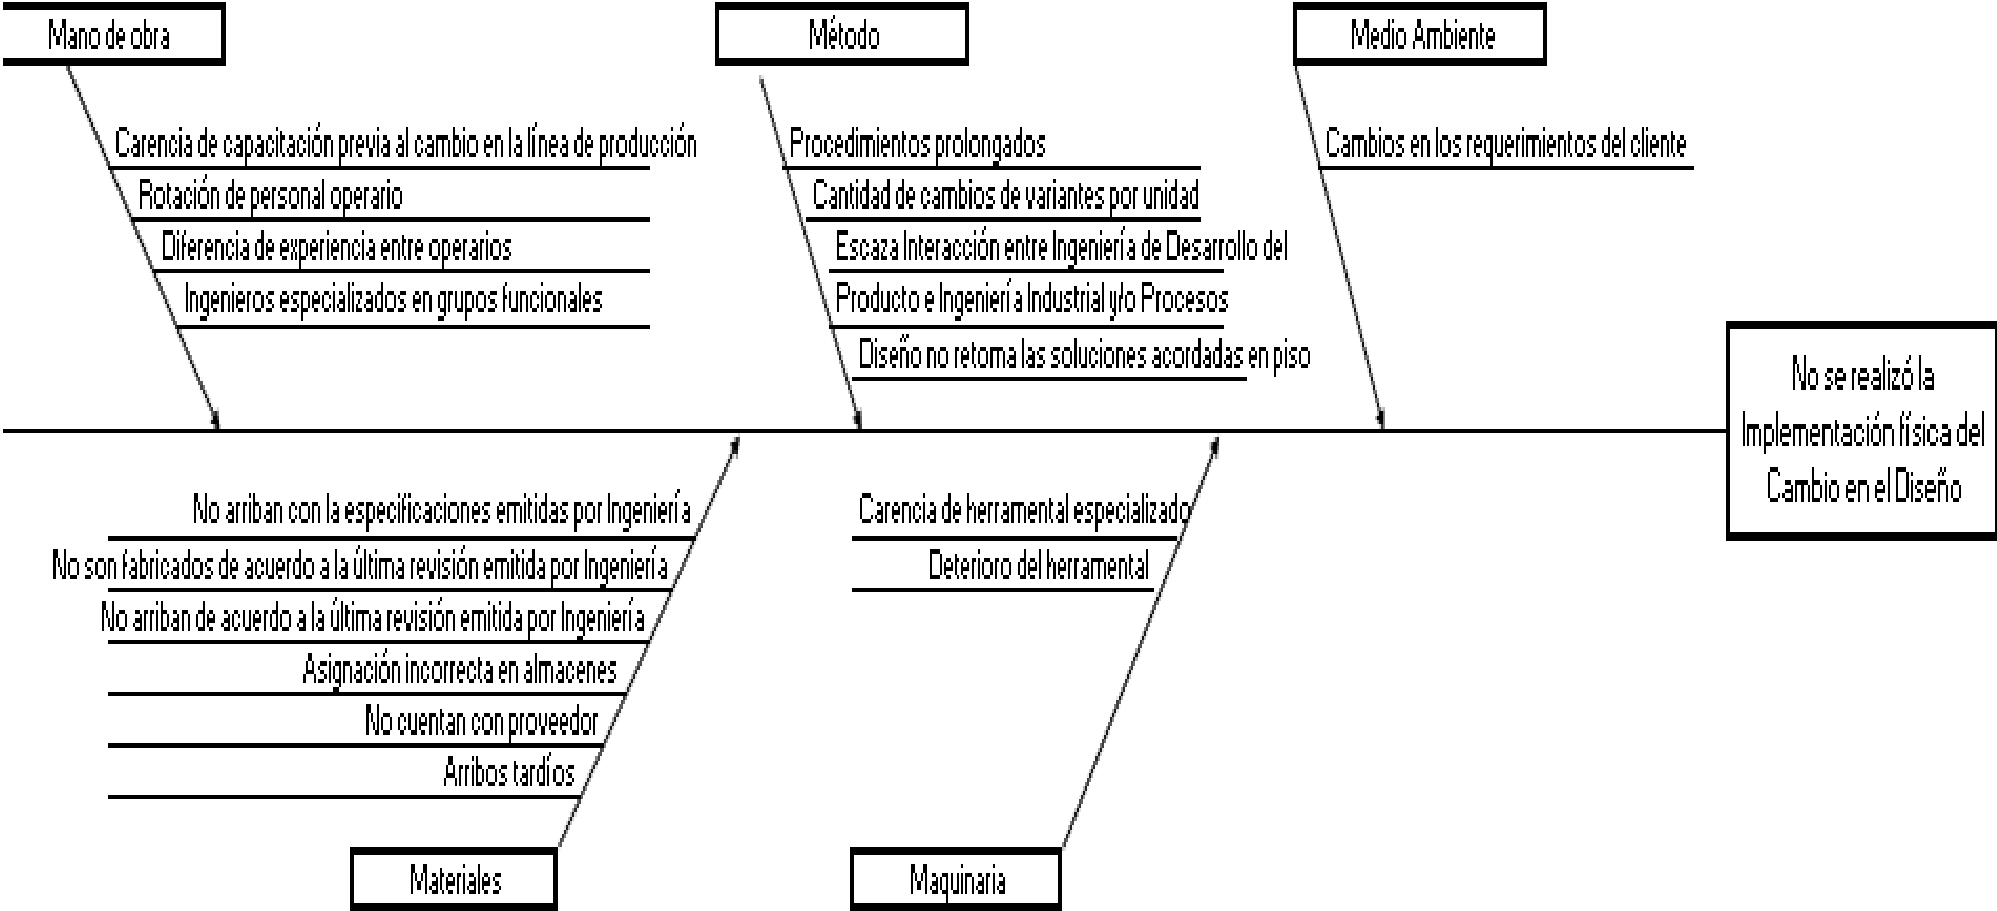 Mano de obra
Método
Medio Ambiente
Carencia de capacitación previa al cambio en la línea de producción
Rotación de personal operario
Diferencia de experiencia entre operarios
Ingenieros especializados en grupos funcionales
Procedimientos prolongados
Cantidad de cambios de variantes por unidad
Escaza Interacción entre Ingeniería de Desarrollo del
Producto e Ingeniería Industrial y/o Procesos
Diseño no retoma las soluciones acordadas en piso
Cambios en los requerimientos del cliente
No se realizó la
Implementación física del
Cambio en el Diseño
No arriban con la especificaciones emitidas por Ingeniería
No son fabricados de acuerdo a la última revisión emitida por Ingeniería
No arriban de acuerdo a la última revisión emitida por Ingeniería
Asignación incorrecta en almacenes
No cuentan con proveedor
Arribos tardíos
Carencia de herramental especializado
Deterioro del herramental
Materiales
Maquinaria